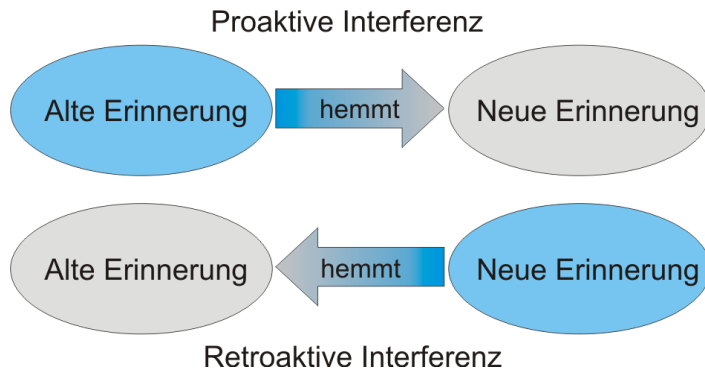 Proaktive Interferenz
Alte Erinnerung
hemmt
Neue Erinnerung
Alte Erinnerung
hemmt
Neue Erinnerung
Retroaktive Interferenz